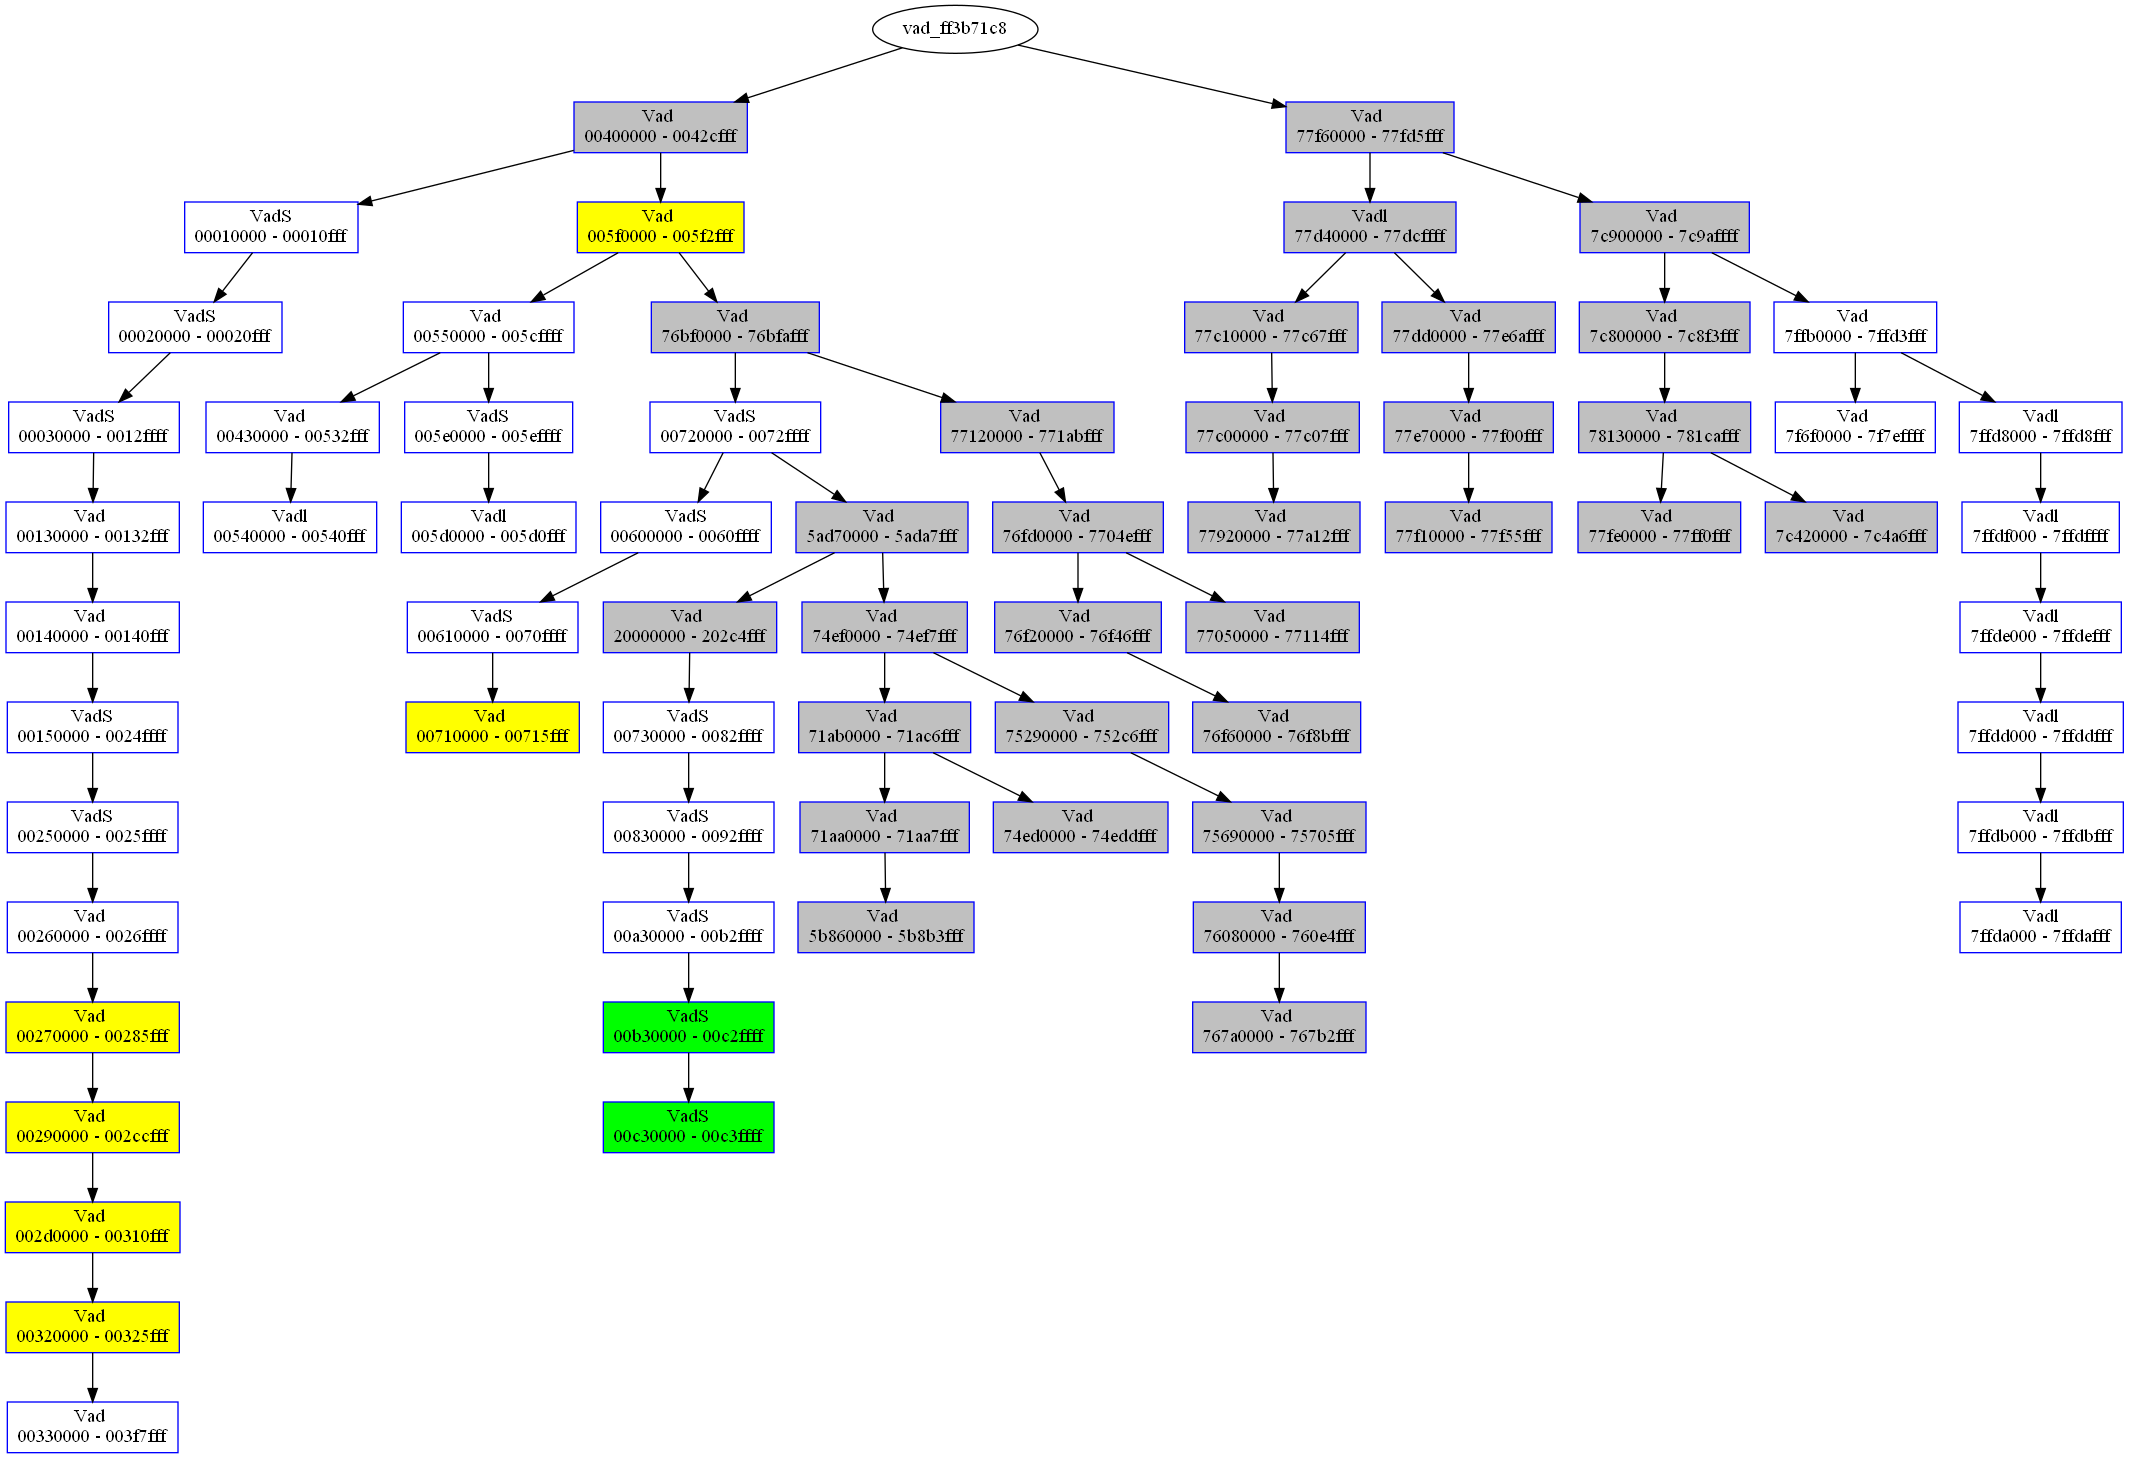 vad_ff3b71c8
Vad
00400000 - 0042cfff
Vad
77f60000 - 77fd5fff
VadS
00010000 - 00010fff
Vad
005f0000 - 005f2fff
Vadl
77d40000 - 77dcffff
Vad
7c900000 - 7c9affff
VadS
00020000 - 00020fff
Vad
00550000 - 005cffff
Vad
76bf0000 - 76bfafff
Vad
77c10000 - 77c67fff
Vad
77dd0000 - 77e6afff
Vad
7c800000 - 7c8f3fff
Vad
7ffb0000 - 7ffd3fff
VadS
00030000 - 0012ffff
Vad
00430000 - 00532fff
VadS
005e0000 - 005effff
VadS
00720000 - 0072ffff
Vad
77120000 - 771abfff
Vad
77c00000 - 77c07fff
Vad
77e70000 - 77f00fff
Vad
78130000 - 781cafff
Vad
7f6f0000 - 7f7effff
Vadl
7ffd8000 - 7ffd8fff
Vad
00130000 - 00132fff
Vadl
00540000 - 00540fff
Vadl
005d0000 - 005d0fff
VadS
00600000 - 0060ffff
Vad
5ad70000 - 5ada7fff
Vad
76fd0000 - 7704efff
Vad
77920000 - 77a12fff
Vad
77f10000 - 77f55fff
Vad
77fe0000 - 77ff0fff
Vad
7c420000 - 7c4a6fff
Vadl
7ffdf000 - 7ffdffff
Vad
00140000 - 00140fff
VadS
00610000 - 0070ffff
Vad
20000000 - 202c4fff
Vad
74ef0000 - 74ef7fff
Vad
76f20000 - 76f46fff
Vad
77050000 - 77114fff
Vadl
7ffde000 - 7ffdefff
VadS
00150000 - 0024ffff
Vad
00710000 - 00715fff
VadS
00730000 - 0082ffff
Vad
71ab0000 - 71ac6fff
Vad
75290000 - 752c6fff
Vad
76f60000 - 76f8bfff
Vadl
7ffdd000 - 7ffddfff
VadS
00250000 - 0025ffff
VadS
00830000 - 0092ffff
Vad
71aa0000 - 71aa7fff
Vad
74ed0000 - 74eddfff
Vad
75690000 - 75705fff
Vadl
7ffdb000 - 7ffdbfff
Vad
00260000 - 0026ffff
VadS
00a30000 - 00b2ffff
Vad
5b860000 - 5b8b3fff
Vad
76080000 - 760e4fff
Vadl
7ffda000 - 7ffdafff
Vad
00270000 - 00285fff
VadS
00b30000 - 00c2ffff
Vad
767a0000 - 767b2fff
Vad
00290000 - 002ccfff
VadS
00c30000 - 00c3ffff
Vad
002d0000 - 00310fff
Vad
00320000 - 00325fff
Vad
00330000 - 003f7fff